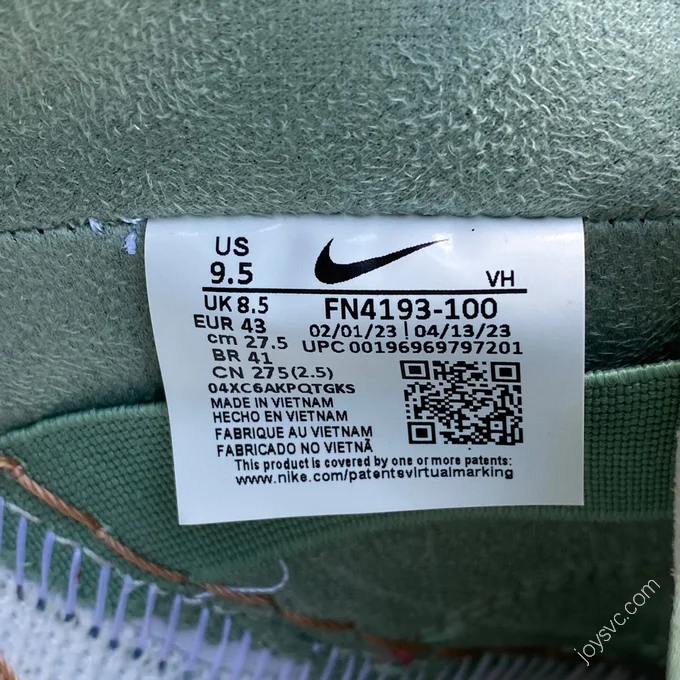 US
9.5
VH
UK 8.5
FN4193-100
EUR 43
02/01/23 | 04/13/23
cm 27.5
UPC 00196969797201
BR 41
CN 275(2.5)
04XC6AKPQTGKS
MADE IN VIETNAM
HECHO EN VIETNAM
FABRIQUE AU VIETNAM
FABRICADO NO VIETNÃ
This product is covered by one or more patents:
www.nike.com/patentsvirtualmarking
joysvc.com